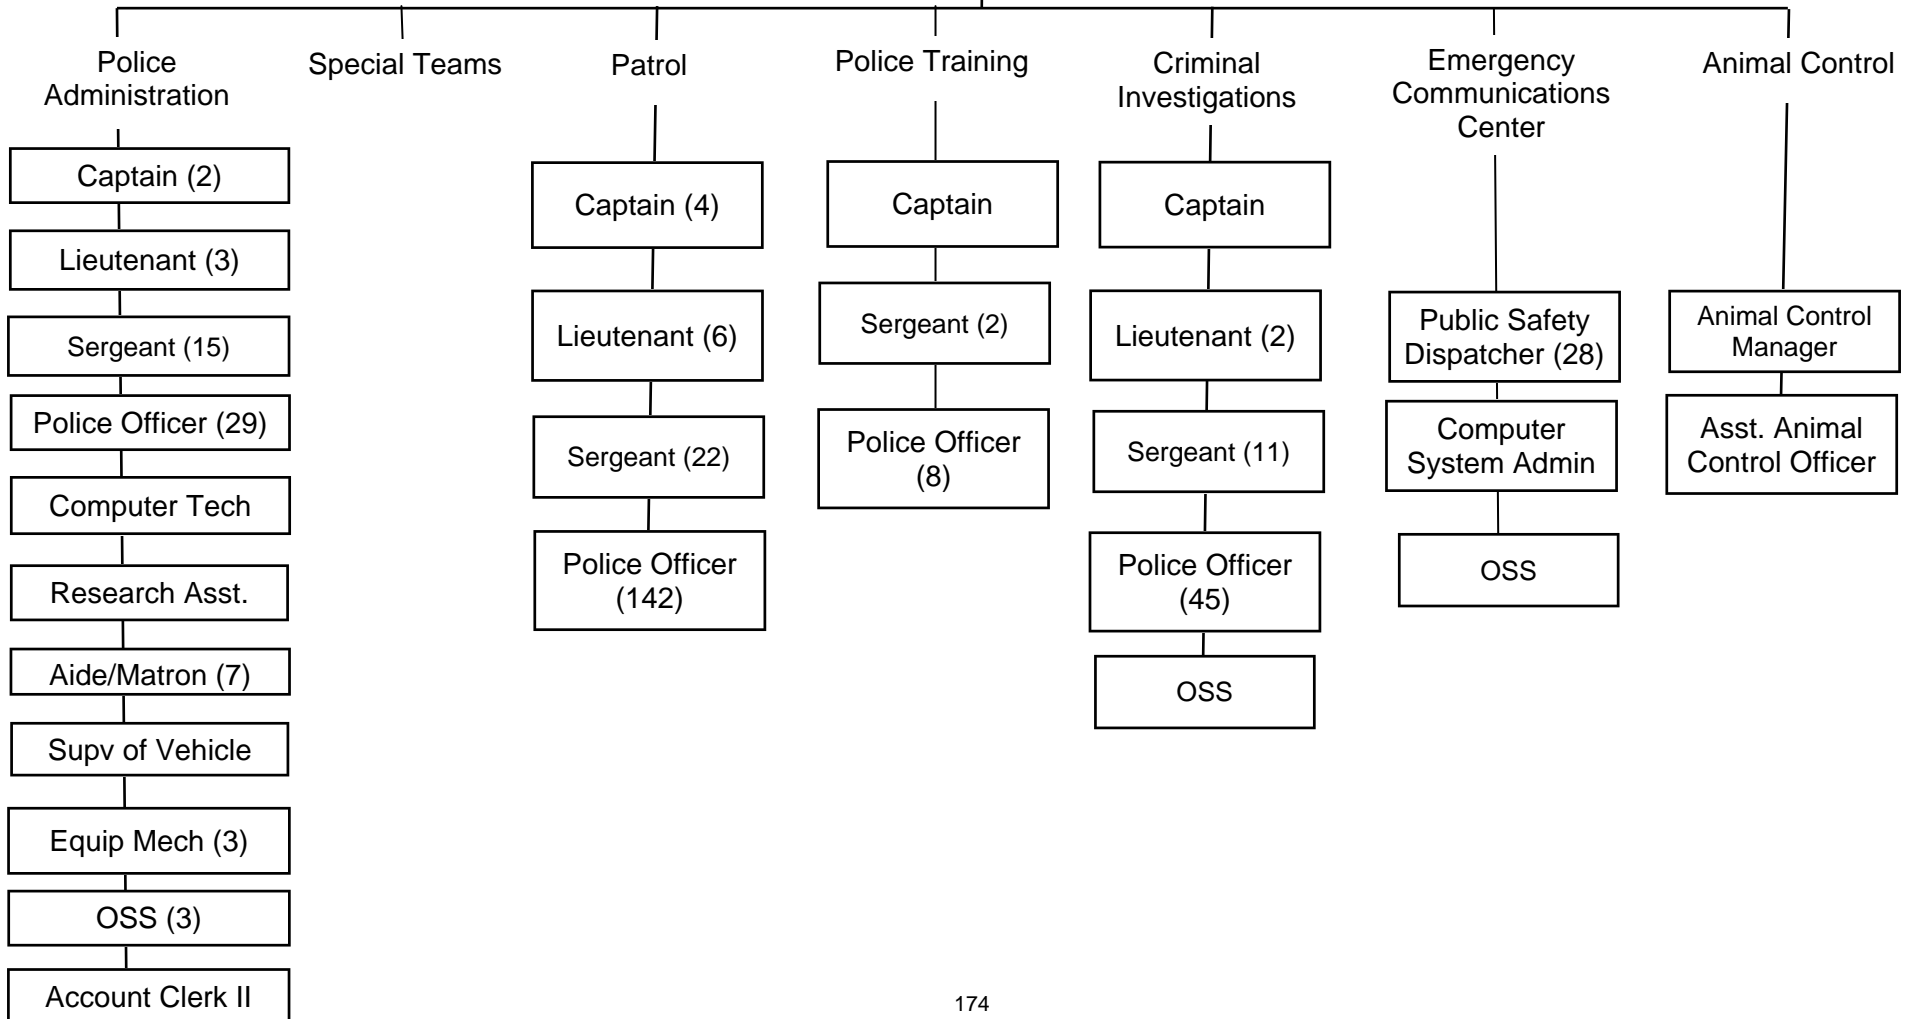 Police
Administration
Captain (2)
Lieutenant (3)
Sergeant (15)
Police Officer (29)
Computer Tech
Research Asst.
Aide/Matron (7)
Supv of Vehicle
Equip Mech (3)
OSS (3)
Account Clerk II
Special Teams
Patrol
Captain (4)
Lieutenant (6)
Sergeant (22)
Police Officer
(142)
Police Training
Captain
Sergeant (2)
Police Officer
(8)
Criminal
Investigations
Captain
Lieutenant (2)
Sergeant (11)
Police Officer
(45)
OSS
Emergency
Communications
Center
Public Safety
Dispatcher (28)
Computer
System Admin
OSS
Animal Control
Animal Control
Manager
Asst. Animal
Control Officer
174